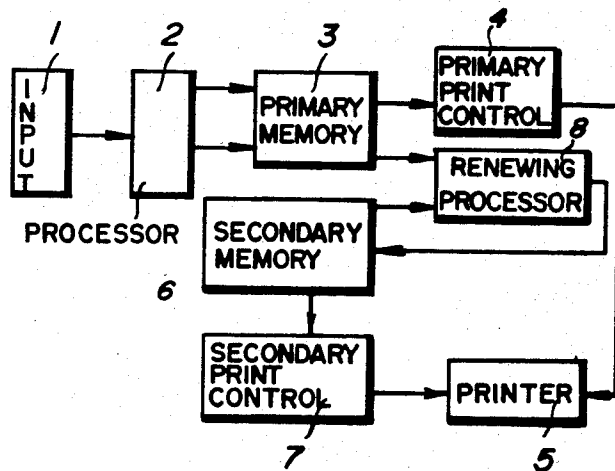 1
INPUT
2
PROCESSOR
3
PRIMARY
MEMORY
4
PRIMARY
PRINT
CONTROL
8
RENEWING
PROCESSOR
SECONDARY
MEMORY
6
SECONDARY
PRINT
CONTROL
7
PRINTER
5